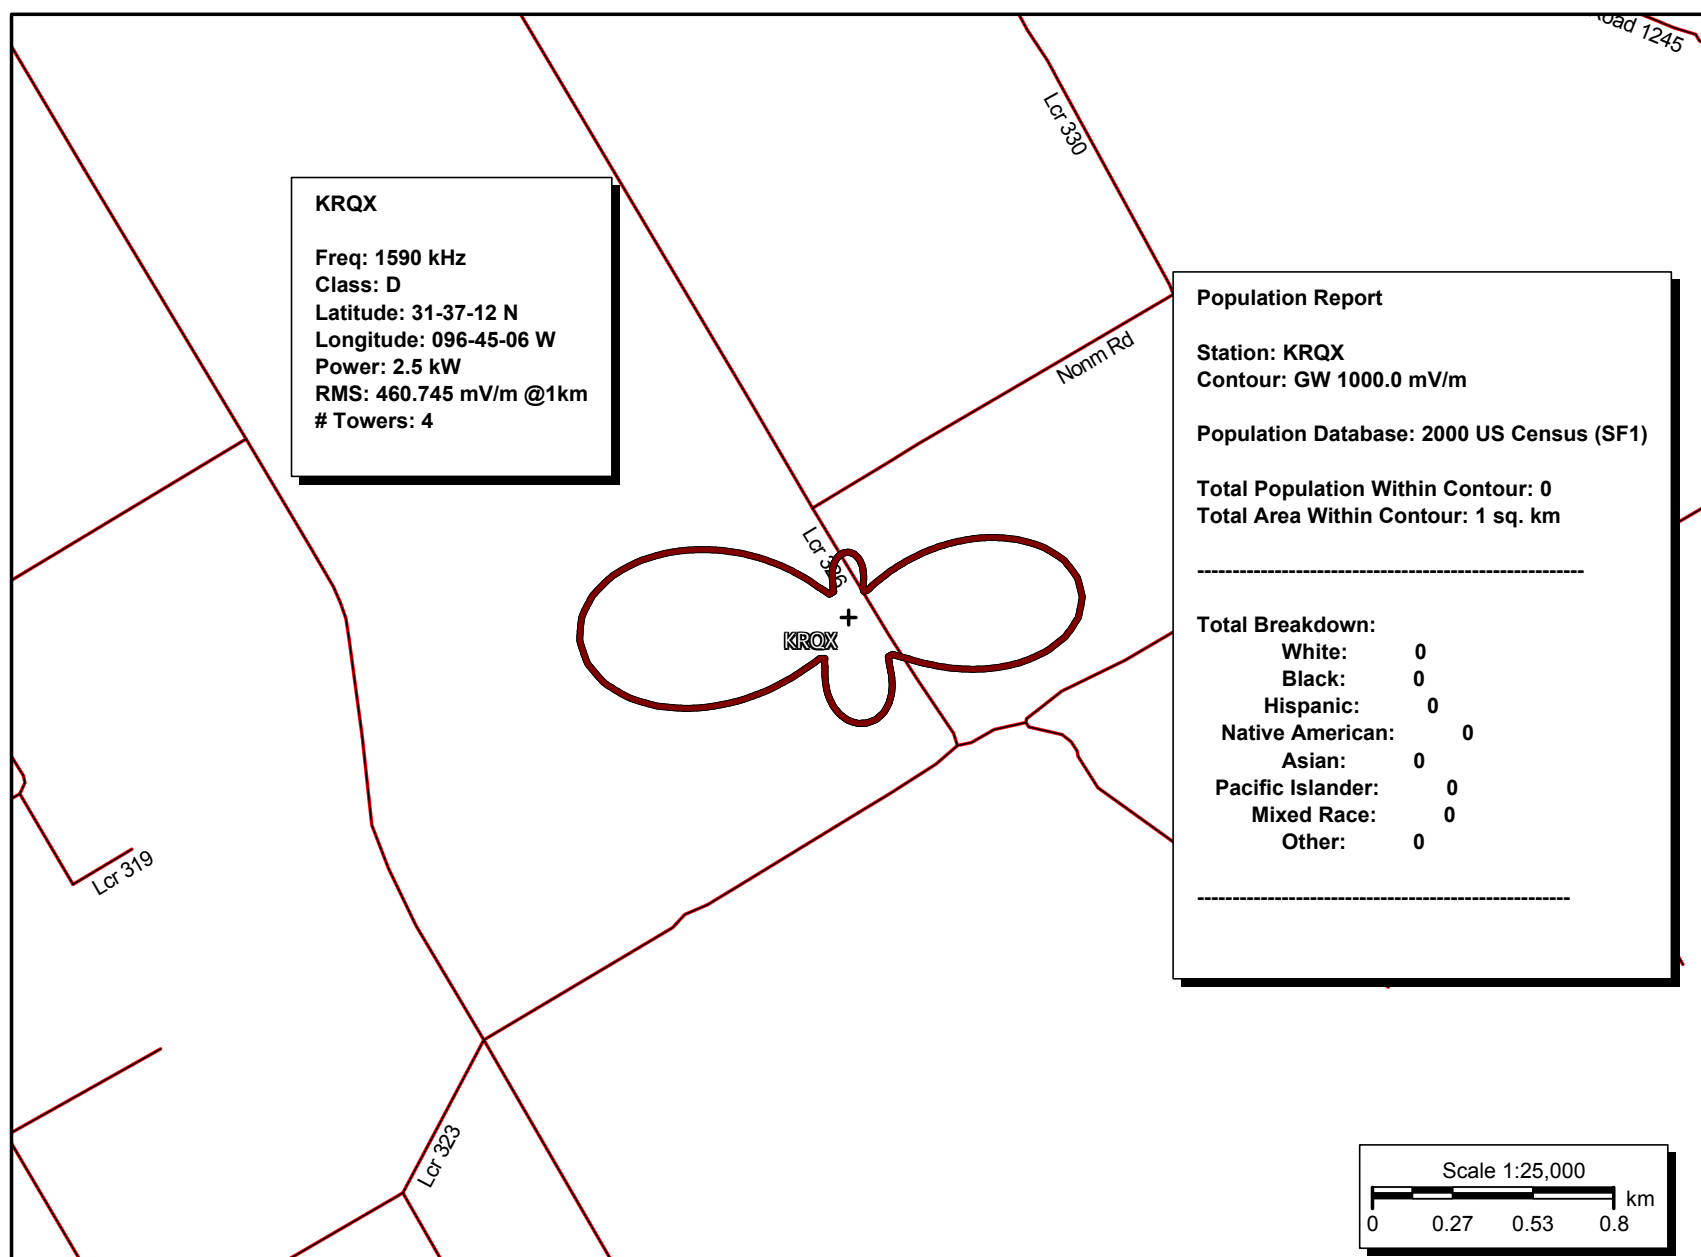 Road 1245
Lcr 330
KRQX
Freq: 1590 kHz
Class: D
Latitude: 31-37-12 N
Longitude: 096-45-06 W
Power: 2.5 kW
RMS: 460.745 mV/m @1km
# Towers: 4
Nonm Rd
Population Report
Station: KRQX
Contour: GW 1000.0 mV/m
Population Database: 2000 US Census (SF1)
Total Population Within Contour: 0
Total Area Within Contour: 1 sq. km
-------------------------------------------------------
Total Breakdown:
White: 0
Black: 0
Hispanic: 0
Native American: 0
Asian: 0
Pacific Islander: 0
Mixed Race: 0
Other: 0
-----------------------------------------------------
Lcr 326
KRQX
Lcr 319
Lcr 323
Scale 1:25,000
km
0 0.27 0.53 0.8